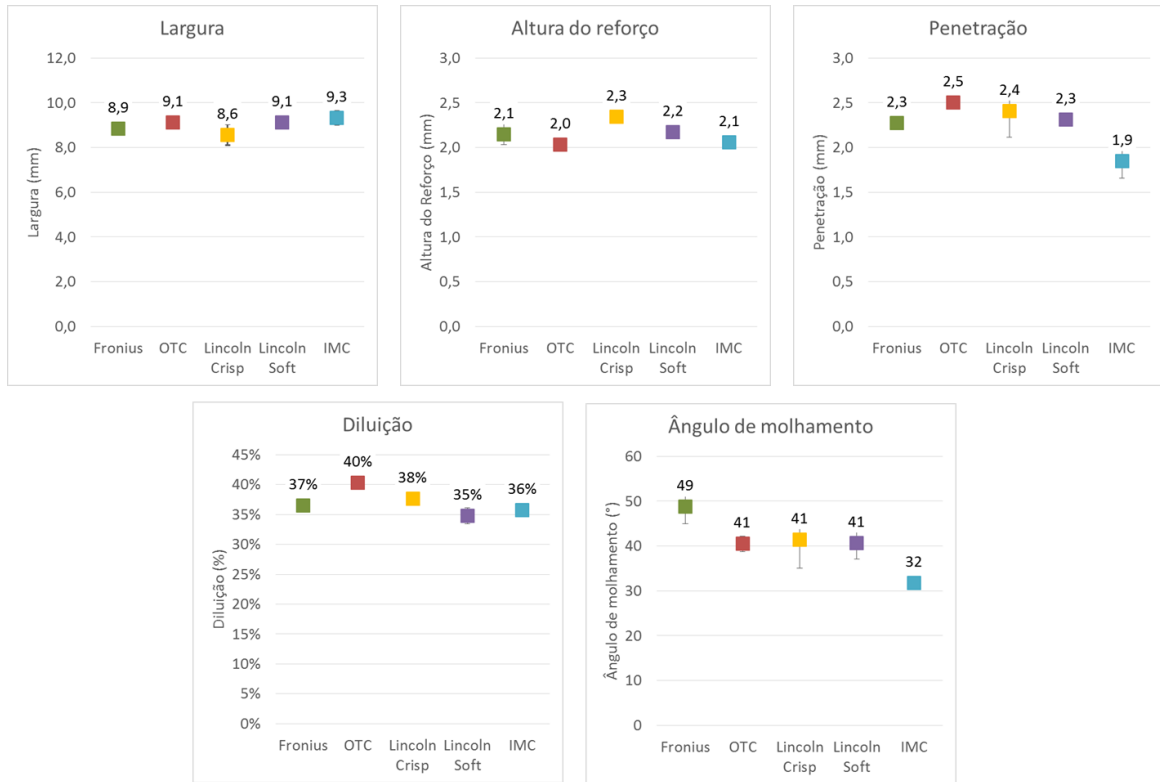 Largura
Largura (mm)
12,0
10,0
8,0
6,0
4,0
2,0
0,0
8,9
9,1
8,6
9,1
9,3
Fronius
OTC
Lincoln
Crisp
Lincoln
Soft
IMC
Altura do reforço
Altura do Reforço (mm)
3,0
2,5
2,0
1,5
1,0
0,5
0,0
2,1
2,0
2,3
2,2
2,1
Fronius
OTC
Lincoln
Crisp
Lincoln
Soft
IMC
Penetração
Penetração (mm)
3,0
2,5
2,0
1,5
1,0
0,5
0,0
2,3
2,5
2,4
2,3
1,9
Fronius
OTC
Lincoln
Crisp
Lincoln
Soft
IMC
Diluição
Diluição (%)
45%
40%
35%
30%
25%
20%
15%
10%
5%
0%
37%
40%
38%
35%
36%
Fronius
OTC
Lincoln
Crisp
Lincoln
Soft
IMC
Ângulo de molhamento
Ângulo de molhamento (°)
60
50
40
30
20
10
0
49
41
41
41
32
Fronius
OTC
Lincoln
Crisp
Lincoln
Soft
IMC